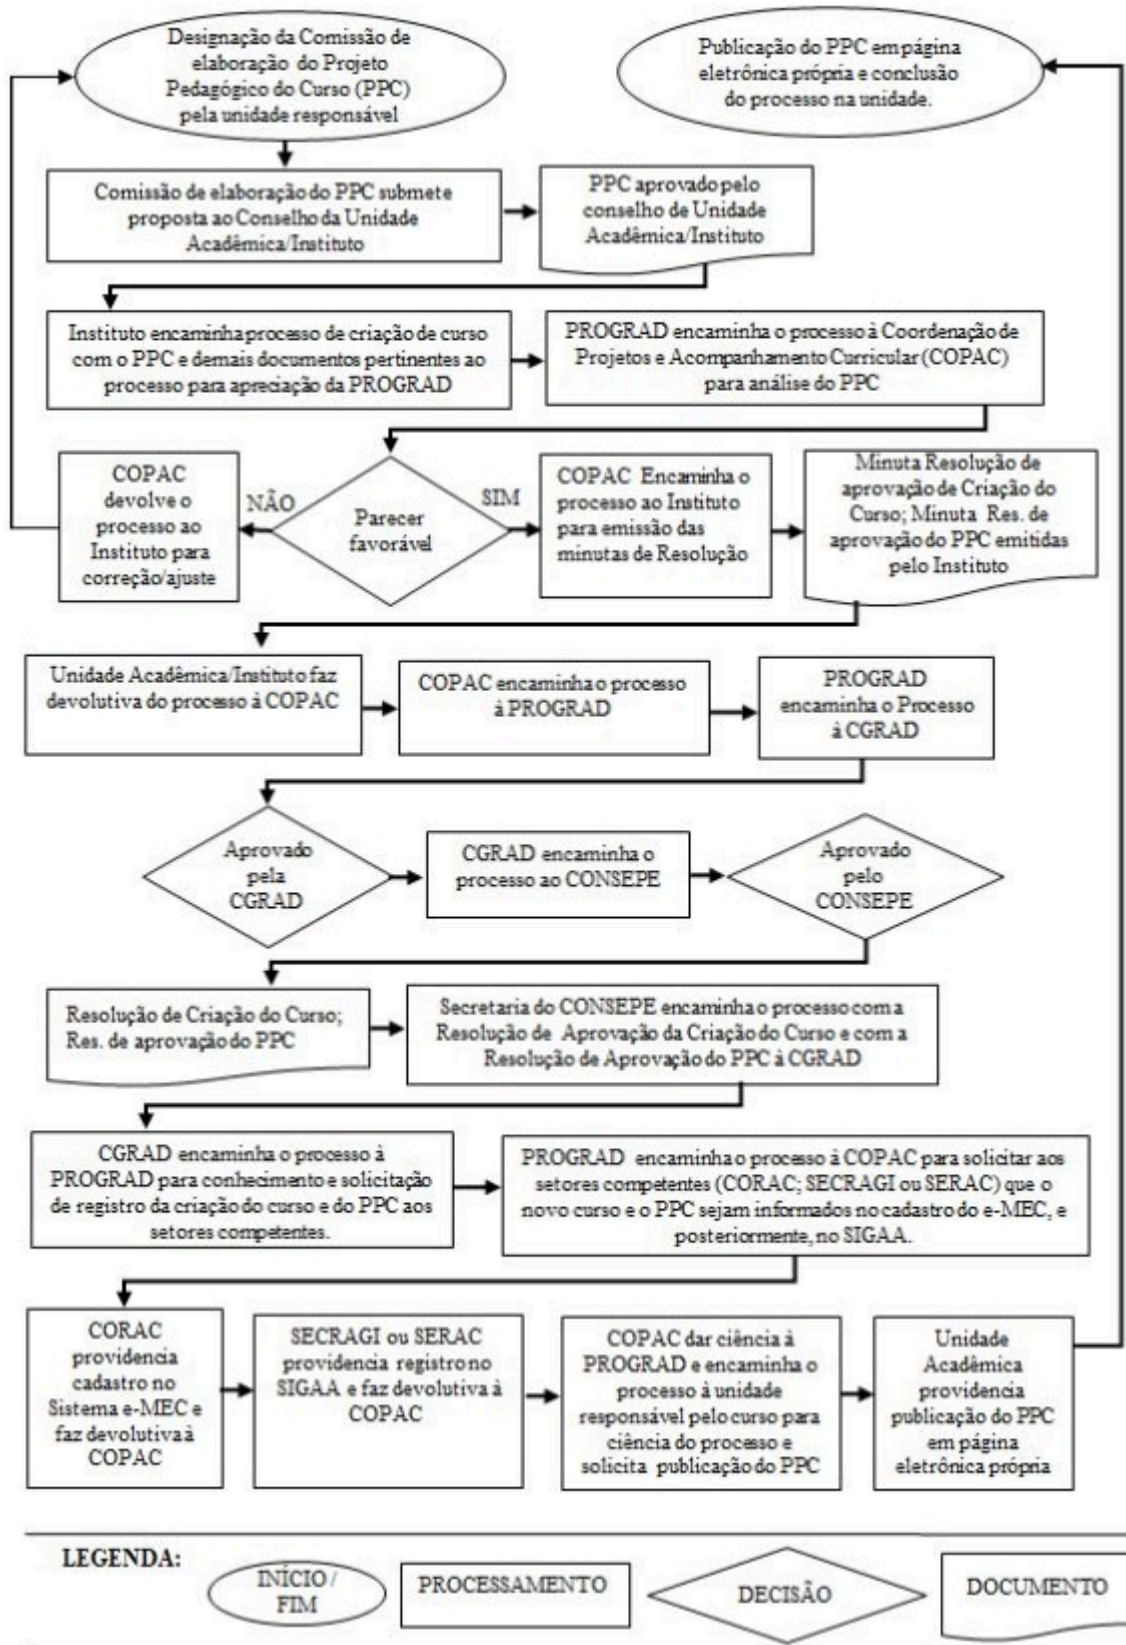 Designação da Comissão de
elaboração do Projeto
Pedagógico do Curso (PPC)
pela unidade responsável
Publicação do PPC em página
eletrônica própria e conclusão
do processo na unidade.
Comissão de elaboração do PPC submete
proposta ao Conselho da Unidade
Acadêmica/Instituto
PPC aprovado pelo
conselho de Unidade
Acadêmica/Instituto
Instituto encaminha processo de criação de curso
com o PPC e demais documentos pertinentes ao
processo para apreciação da PROGRAD
PROGRAD encaminha o processo à Coordenação de
Projetos e Acompanhamento Curricular (COPAC)
para análise do PPC
COPAC
devolve o
processo ao
Instituto para
correção/ajuste
NÃO
Parecer
favorável
SIM
COPAC Encaminha o
processo ao Instituto
para emissão das
minutas de Resolução
Minuta Resolução de
aprovação de Criação do
Curso; Minuta Res. de
aprovação do PPC emitidas
pelo Instituto
Unidade Acadêmica/Instituto faz
devolutiva do processo à COPAC
COPAC encaminha o processo
à PROGRAD
PROGRAD
encaminha o Processo
à CGRAD
Aprovado
pela
CGRAD
CGRAD encaminha o
processo ao CONSEPE
Aprovado
pelo
CONSEPE
Resolução de Criação do Curso;
Res. de aprovação do PPC
Secretaria do CONSEPE encaminha o processo com a
Resolução de Aprovação da Criação do Curso e com a
Resolução de Aprovação do PPC à CGRAD
CGRAD encaminha o processo à
PROGRAD para conhecimento e solicitação
de registro da criação do curso e do PPC aos
setores competentes.
PROGRAD encaminha o processo à COPAC para solicitar aos
setores competentes (CORAC; SECRAGI ou SERAC) que o
novo curso e o PPC sejam informados no cadastro do e-MEC, e
posteriormente, no SIGAA.
CORAC
providencia
cadastro no
Sistema e-MEC e
faz devolutiva à
COPAC
SECRAGI ou SERAC
providencia registro no
SIGAA e faz devolutiva à
COPAC
COPAC dar ciência à
PROGRAD e encaminha o
processo à unidade
responsável pelo curso para
ciência do processo e
solicita publicação do PPC
Unidade
Acadêmica
providencia
publicação do PPC
em página
eletrônica própria
LEGENDA:
INÍCIO /
FIM
PROCESSAMENTO
DECISÃO
DOCUMENTO